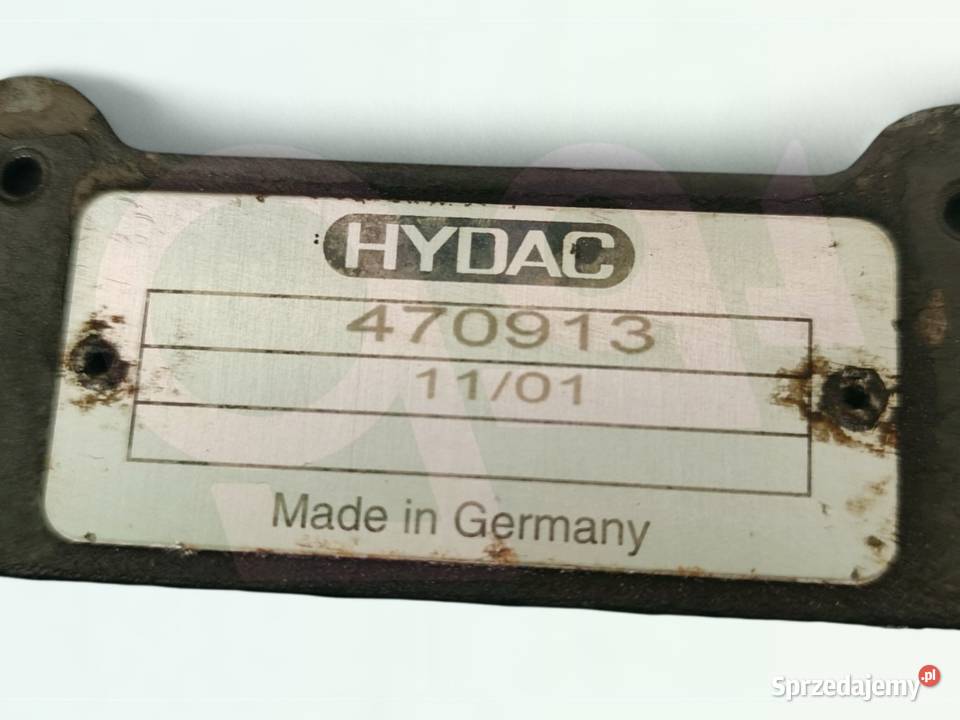 HYDAC
470913
11/01
Made in Germany
Sprzedajemy.pl